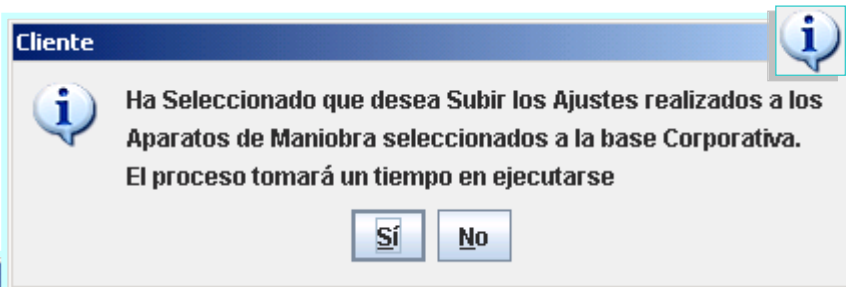 Cliente
Ha Seleccionado que desea Subir los Ajustes realizados a los
Aparatos de Maniobra seleccionados a la base Corporativa.
El proceso tomará un tiempo en ejecutarse
Sí No